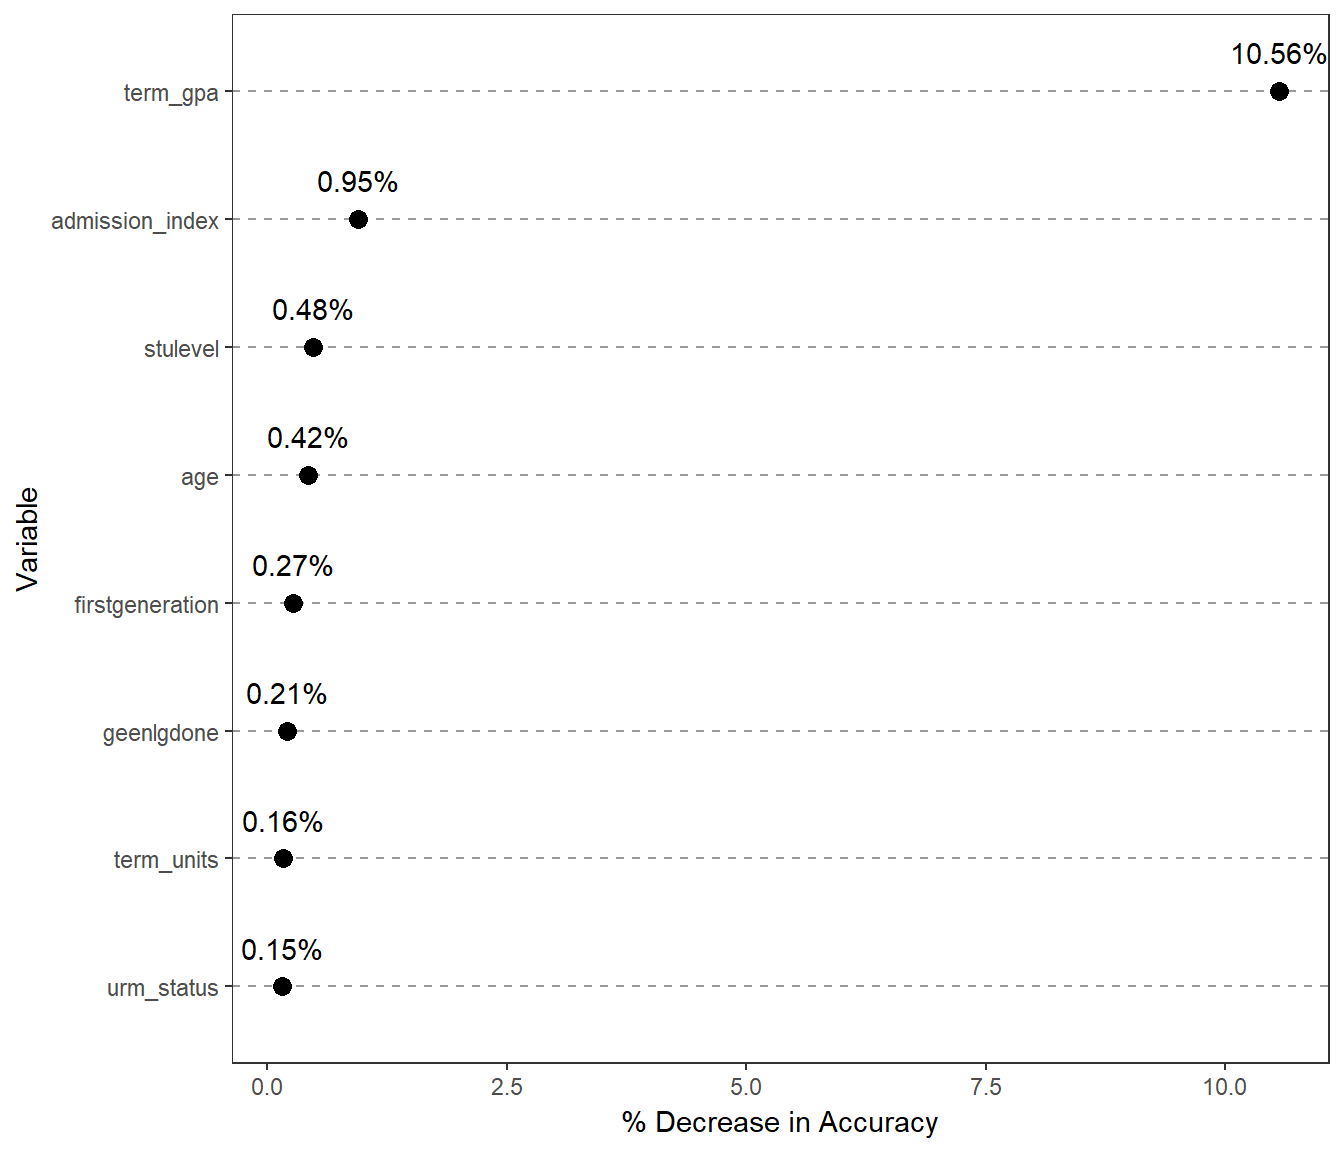 10.56%
term_gpa
0.95%
admission_index
0.48%
stulevel
0.42%
age
Variable
0.27%
firstgeneration
0.21%
geenlgdone
0.16%
term_units
0.15%
urm_status
0.0 2.5 5.0 7.5 10.0
% Decrease in Accuracy